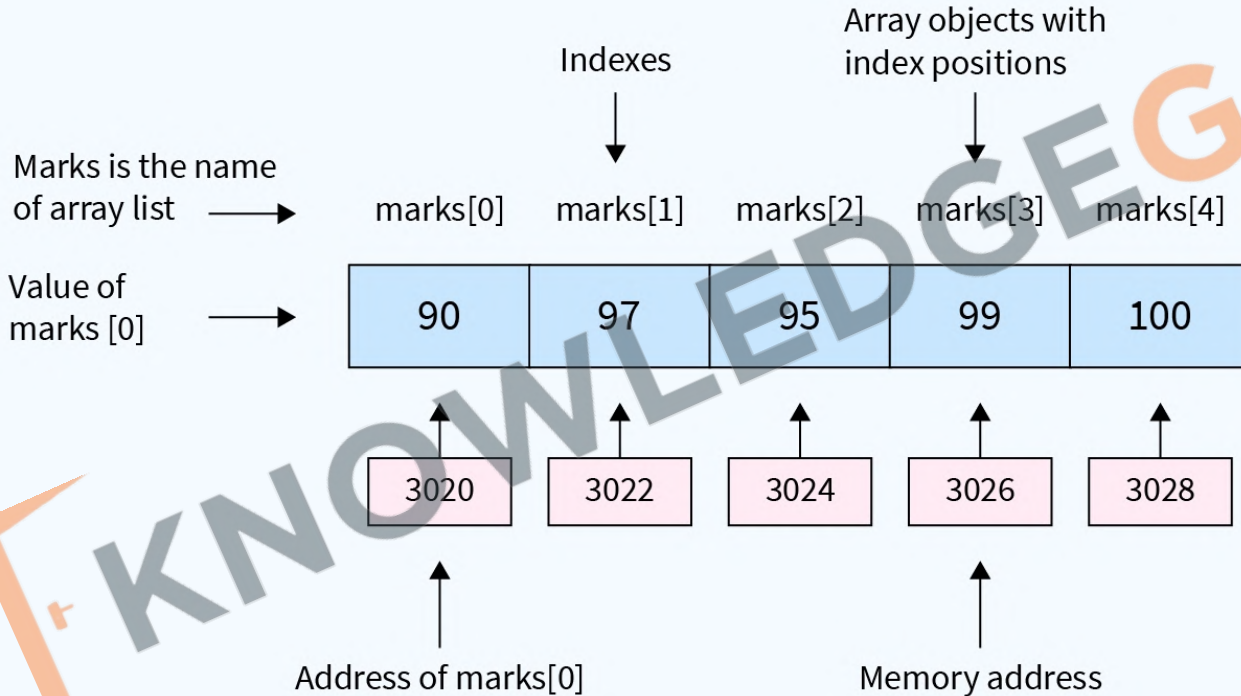 Array objects with
index positions
Indexes
Marks is the name
of array list
marks[0] marks[1] marks[2] marks[3] marks[4]
Value of
marks [0]
90 97 95 99 100
3020 3022 3024 3026 3028
Address of marks[0] Memory address
KNOWLEDGEG